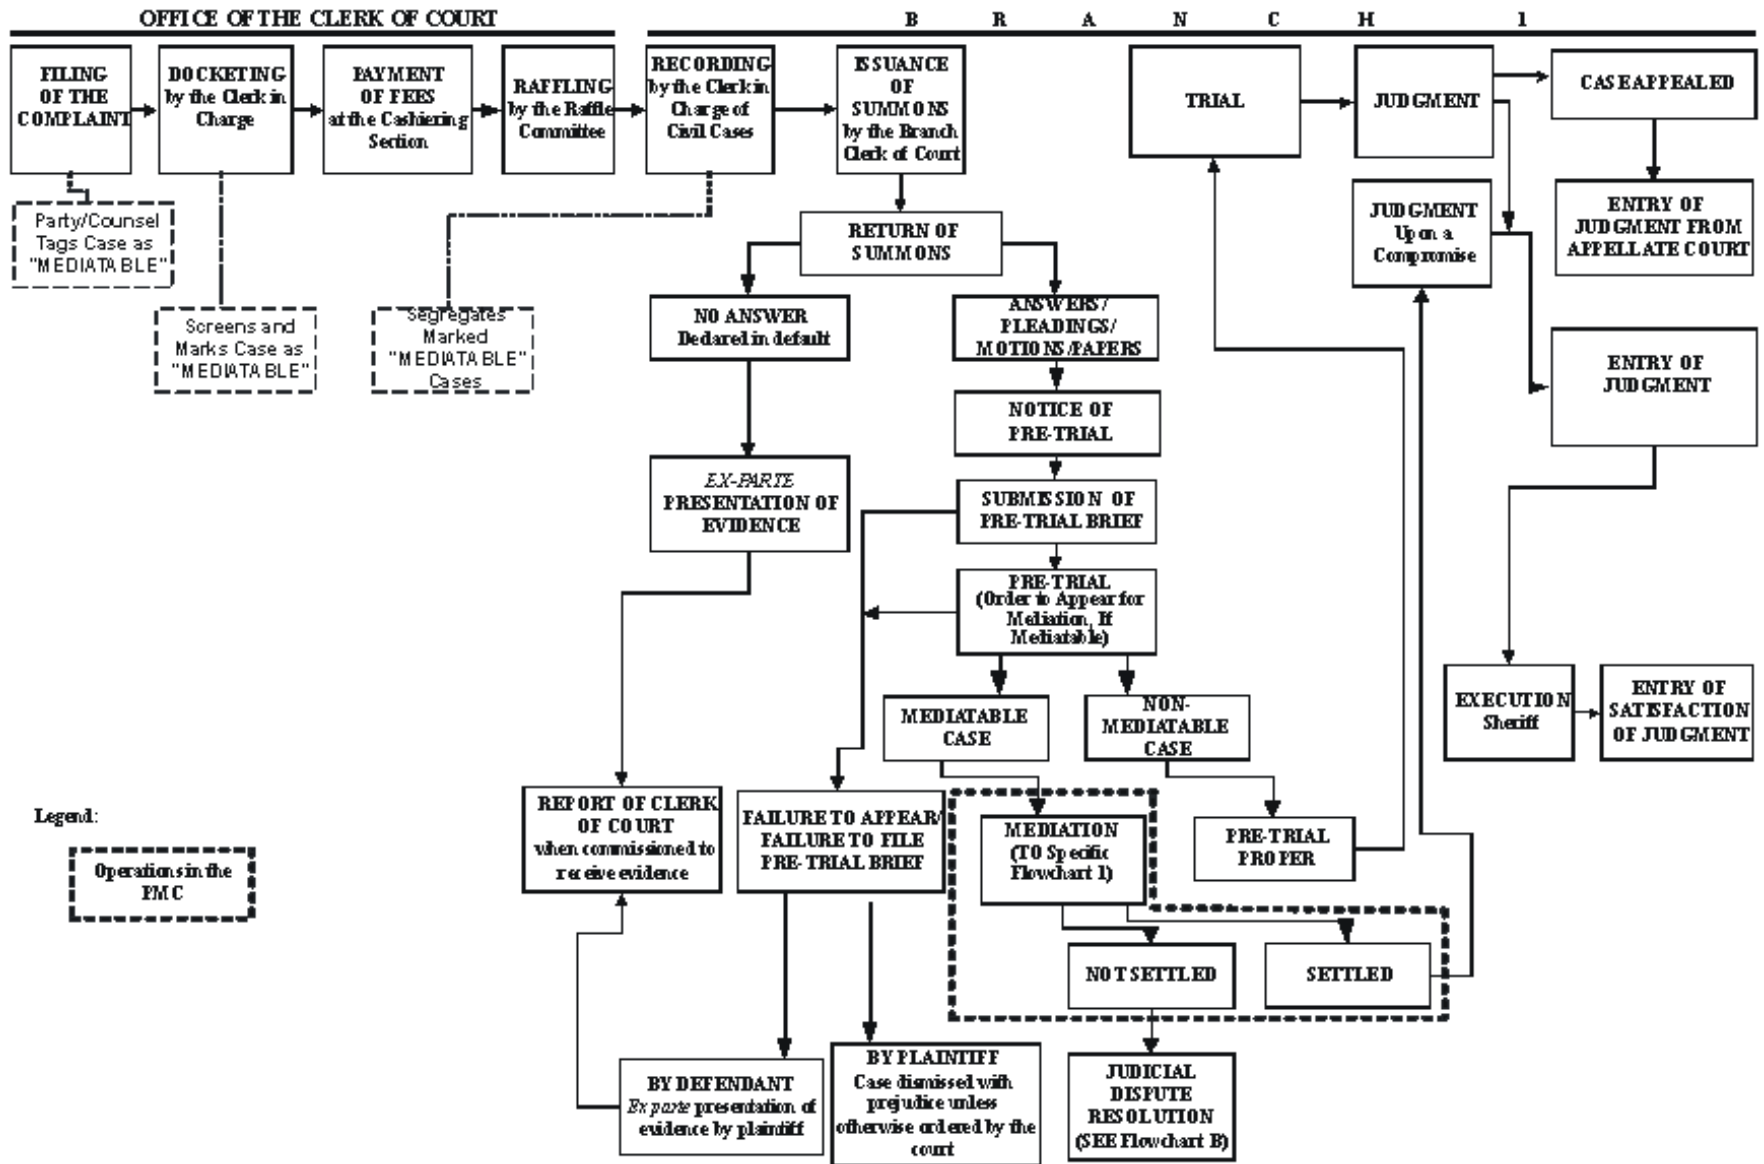 OFFICE OF THE CLERK OF COURT
B R A N C H 1
FILING
OF THE
COMPLAINT
DOCKETING
by the Clerk in
Charge
PAYMENT
OF FEES
at the Cashiering
Section
RAFFLING
by the Raffle
Committee
RECORDING
by the Clerk in
Charge of
Civil Cases
ISSUANCE
OF
SUMMONS
by the Branch
Clerk of Court
TRIAL
JUDGMENT
CASE APPEALED
Party/Counsel
Tags Case as
"MEDIATABLE"
Screens and
Marks Case as
"MEDIATABLE"
Segregates
Marked
"MEDIATABLE"
Cases
RETURN OF
SUMMONS
JUDGMENT
Upon a
Compromise
ENTRY OF
JUDGMENT FROM
APPELLATE COURT
NO ANSWER
Declared in default
ANSWERS/
PLEADINGS/
MOTIONS/PAPERS
ENTRY OF
JUDGMENT
NOTICE OF
PRE-TRIAL
EX-PARTE
PRESENTATION OF
EVIDENCE
SUBMISSION OF
PRE-TRIAL BRIEF
PRE-TRIAL
(Order to Appear for
Mediation, If
Mediatable)
MEDIATABLE
CASE
NON-
MEDIATABLE
CASE
EXECUTION
Sheriff
ENTRY OF
SATISFACTION
OF JUDGMENT
Legend:
Operations in the
PMC
REPORT OF CLERK
OF COURT
when commissioned to
receive evidence
FAILURE TO APPEAR/
FAILURE TO FILE
PRE-TRIAL BRIEF
MEDIATION
(TO Specific
Flowchart 1)
PRE-TRIAL
PROPER
NOT SETTLED
SETTLED
BY DEFENDANT
Ex parte presentation of
evidence by plaintiff
BY PLAINTIFF
Case dismissed with
prejudice unless
otherwise ordered by the
court
JUDICIAL
DISPUTE
RESOLUTION
(SEE Flowchart B)